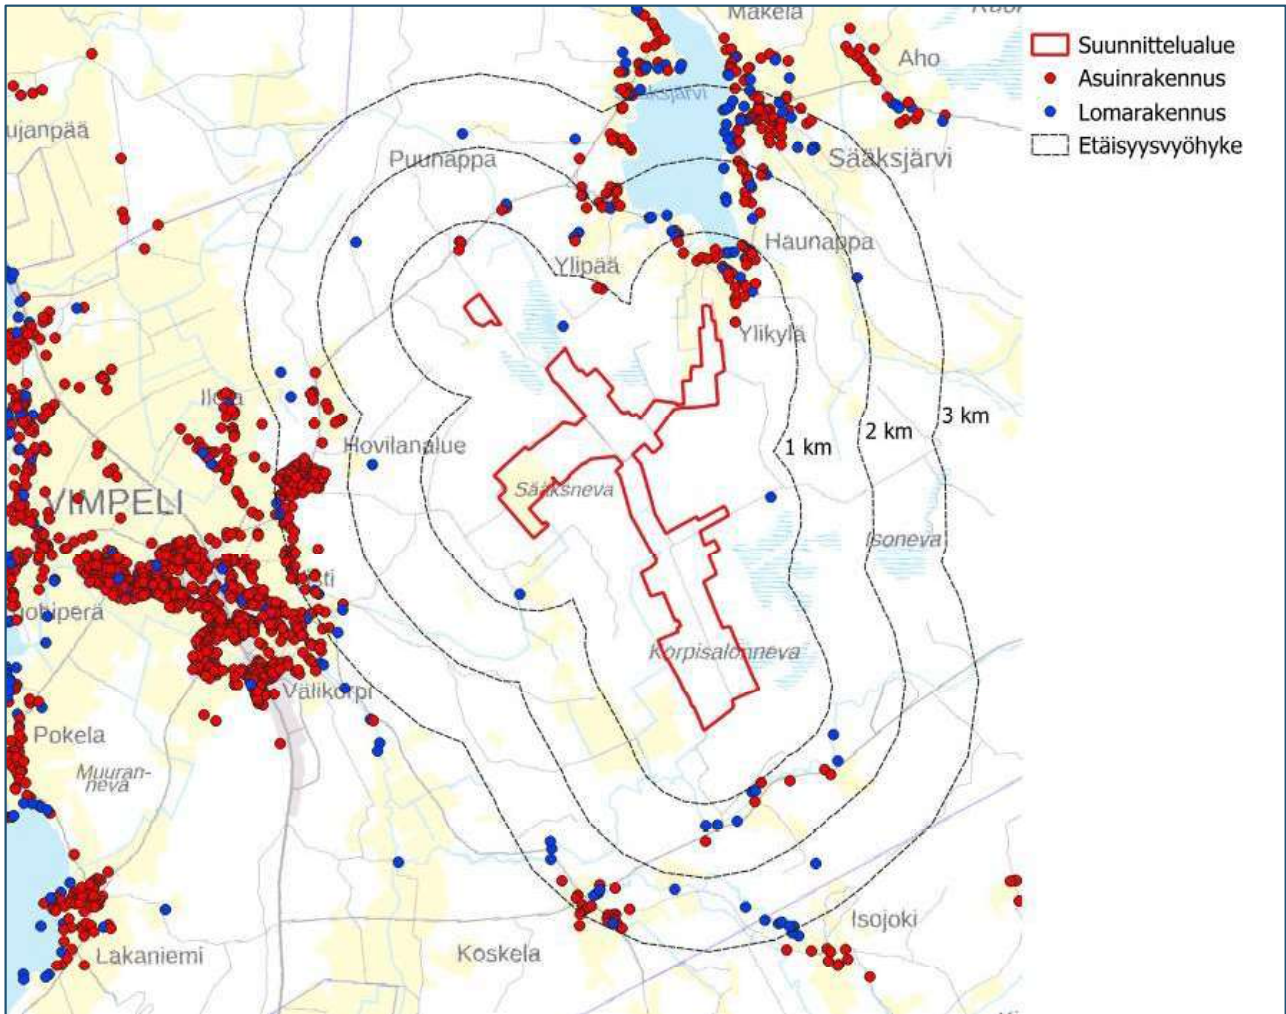 Mäkelä
Suunnittelualue
Aho
Asuinrakennus
Lomarakennus
ujanpää
Etäisyysvyöhyke
Puunappa
Sääksjärvi
Haunappa
Ylipää
Ylikylä
3 km
2 km
1 km
Hovilanalue
Sääksneva
VIMPELI
Isoneva
Korpisalonneva
Välikorpi
Pokela
Muuran-
neva
Isojoki
Lakaniemi
Koskela